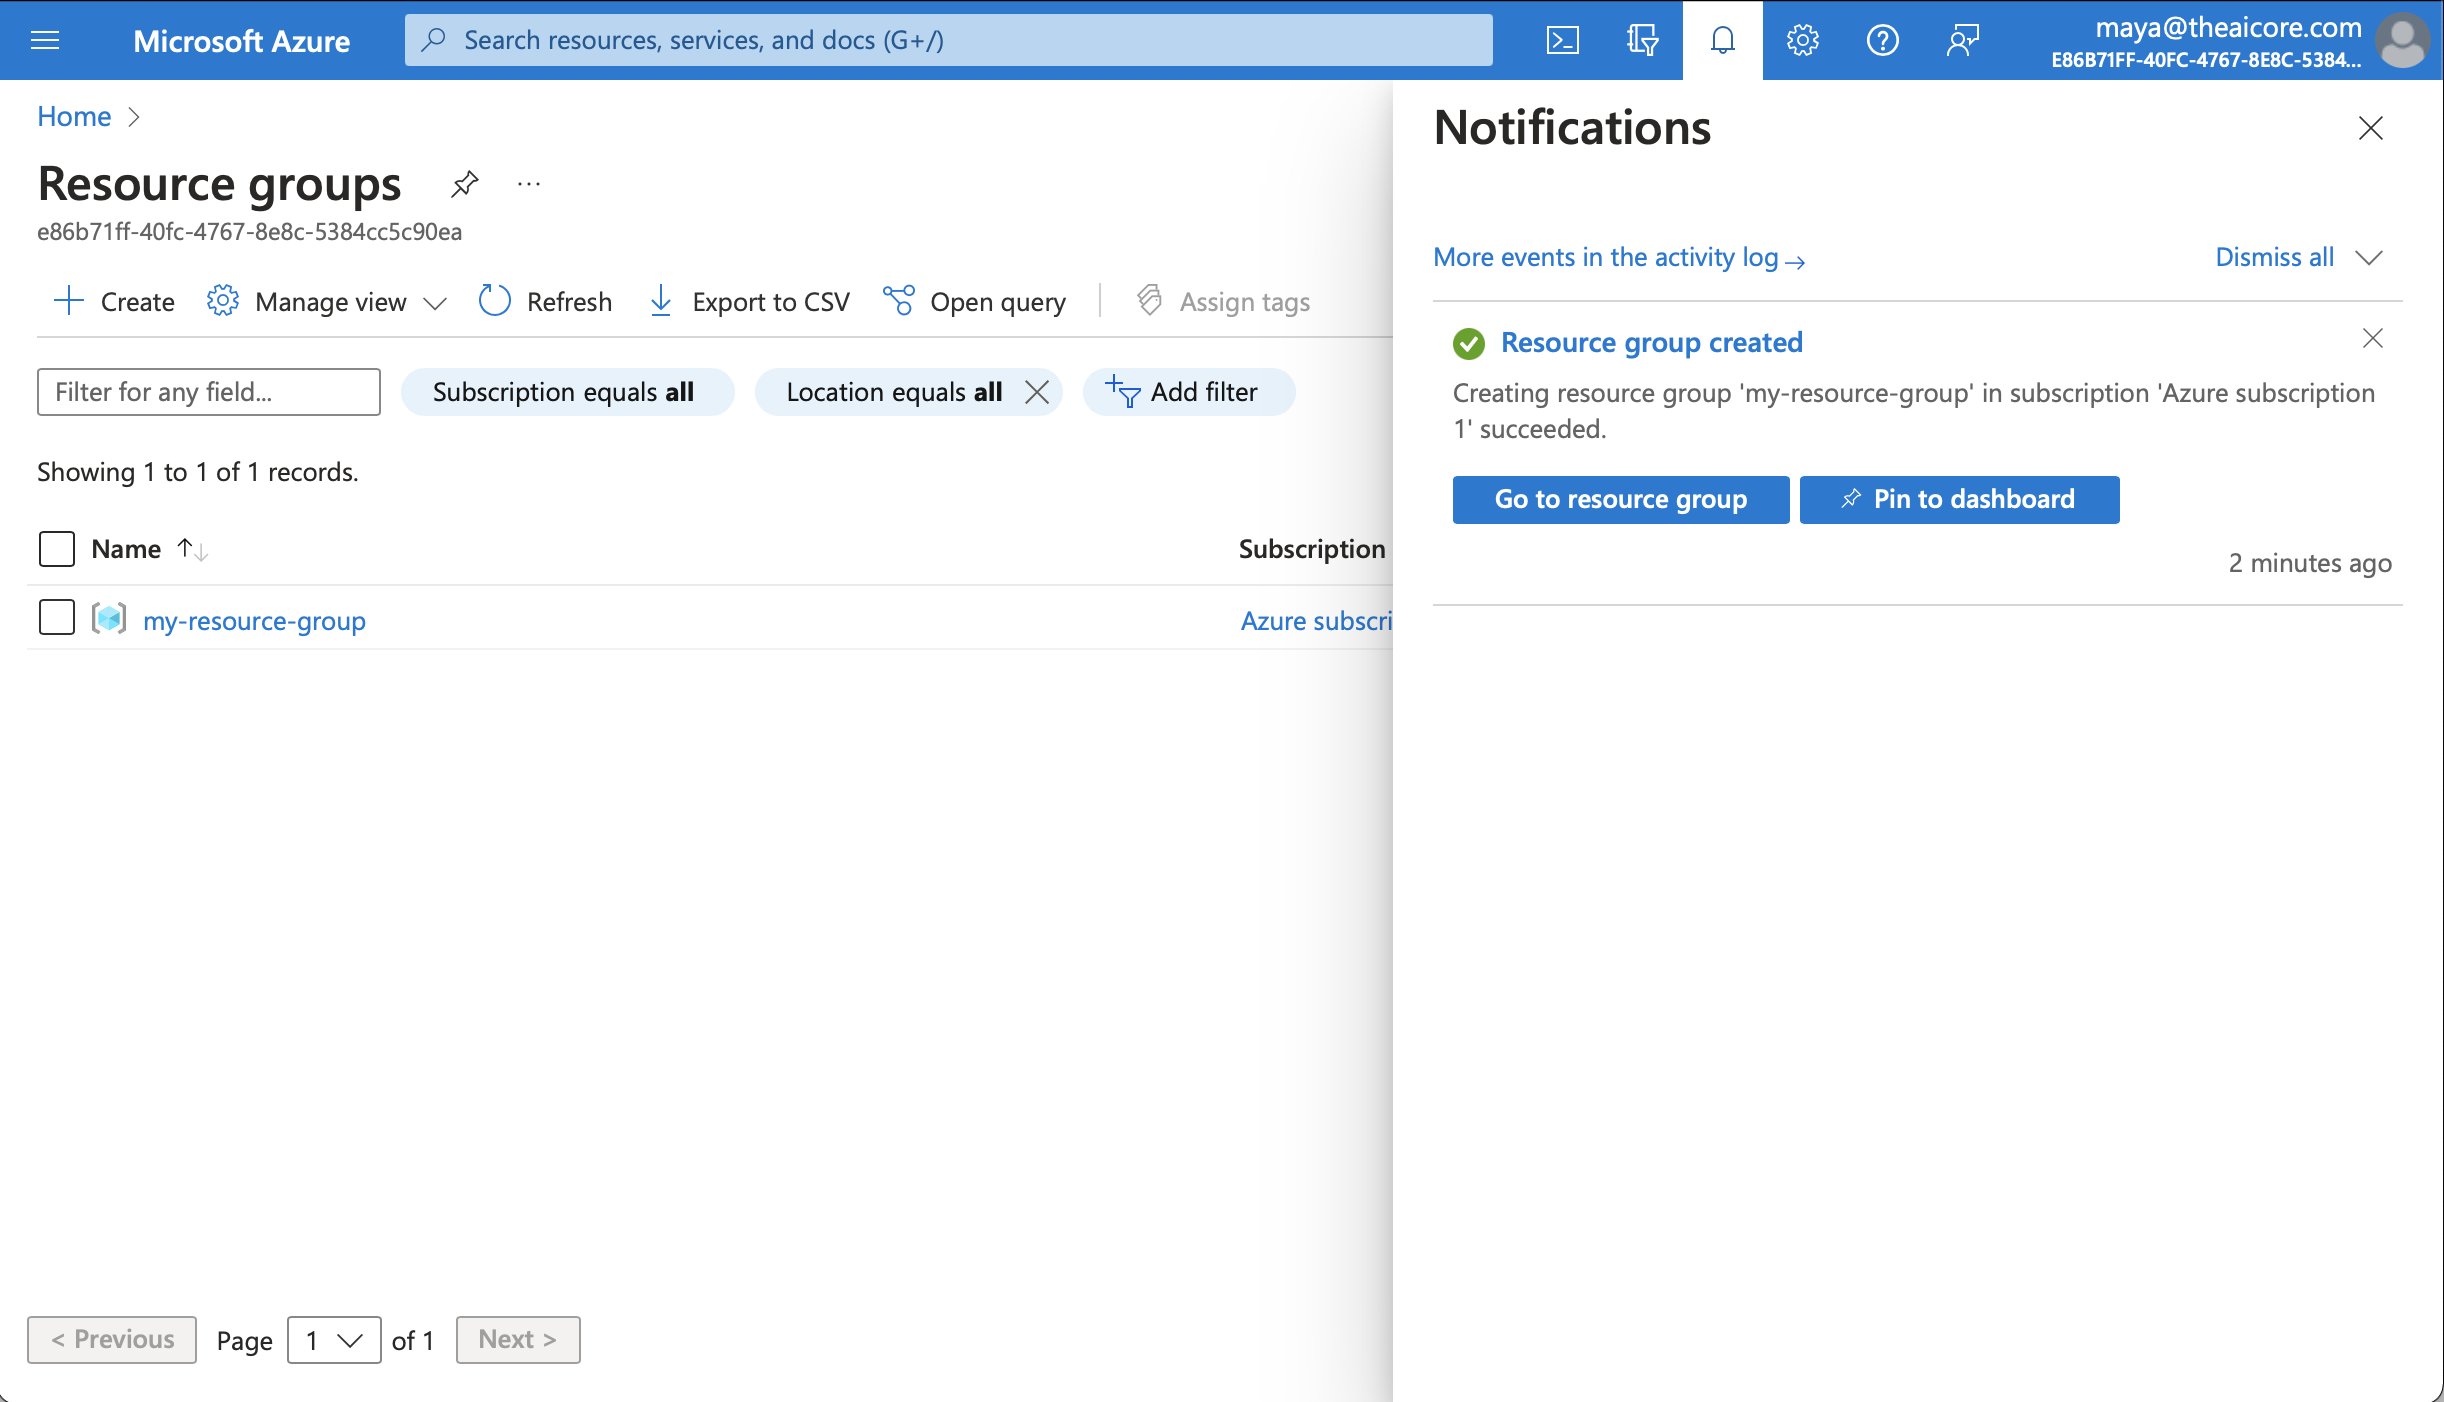 Microsoft Azure
Search resources, services, and docs (G+/)
maya@theaicore.com
E86B71FF-40FC-4767-8E8C-5384...
Home
Resource groups
...
e86b71ff-40fc-4767-8e8c-5384cc5c90ea
Create
Manage view
Refresh
Export to CSV
Open query
Assign tags
Filter for any field...
Subscription equals all
Location equals all
Add filter
Showing 1 to 1 of 1 records.
Name ↑↓
Subscription
my-resource-group
Azure subscri
< Previous
Page
1
of 1
Next >
Notifications
More events in the activity log →
Dismiss all
Resource group created
Creating resource group 'my-resource-group' in subscription 'Azure subscription
1' succeeded.
Go to resource group
Pin to dashboard
2 minutes ago